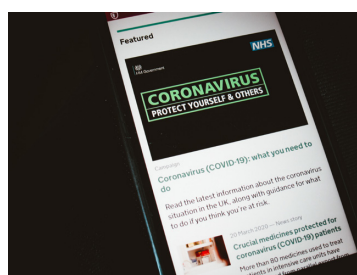 Featured
NHS
HM Government
CORONAVIRUS
PROTECT YOURSELF & OTHERS
Campaign
Coronavirus (COVID-19): what you need to
do
Read the latest information about the coronavirus
situation in the UK, along with guidance for what
to do if you think you're at risk.
20 March 2020 — News story
Crucial medicines protected for
coronavirus (COVID-19) patients
More than 80 medicines used to treat
patients in intensive care units have